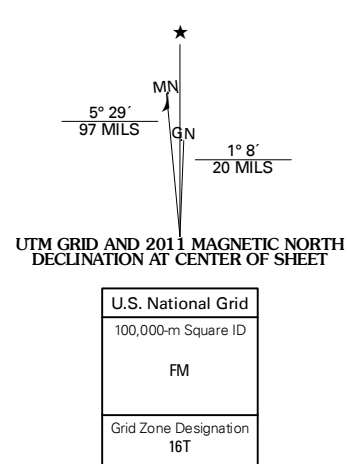 ★
MN
5° 29´
97 MILS
GN
1° 8´
20 MILS
UTM GRID AND 2011 MAGNETIC NORTH
DECLINATION AT CENTER OF SHEET
U.S. National Grid
100,000-m Square ID
FM
Grid Zone Designation
16T